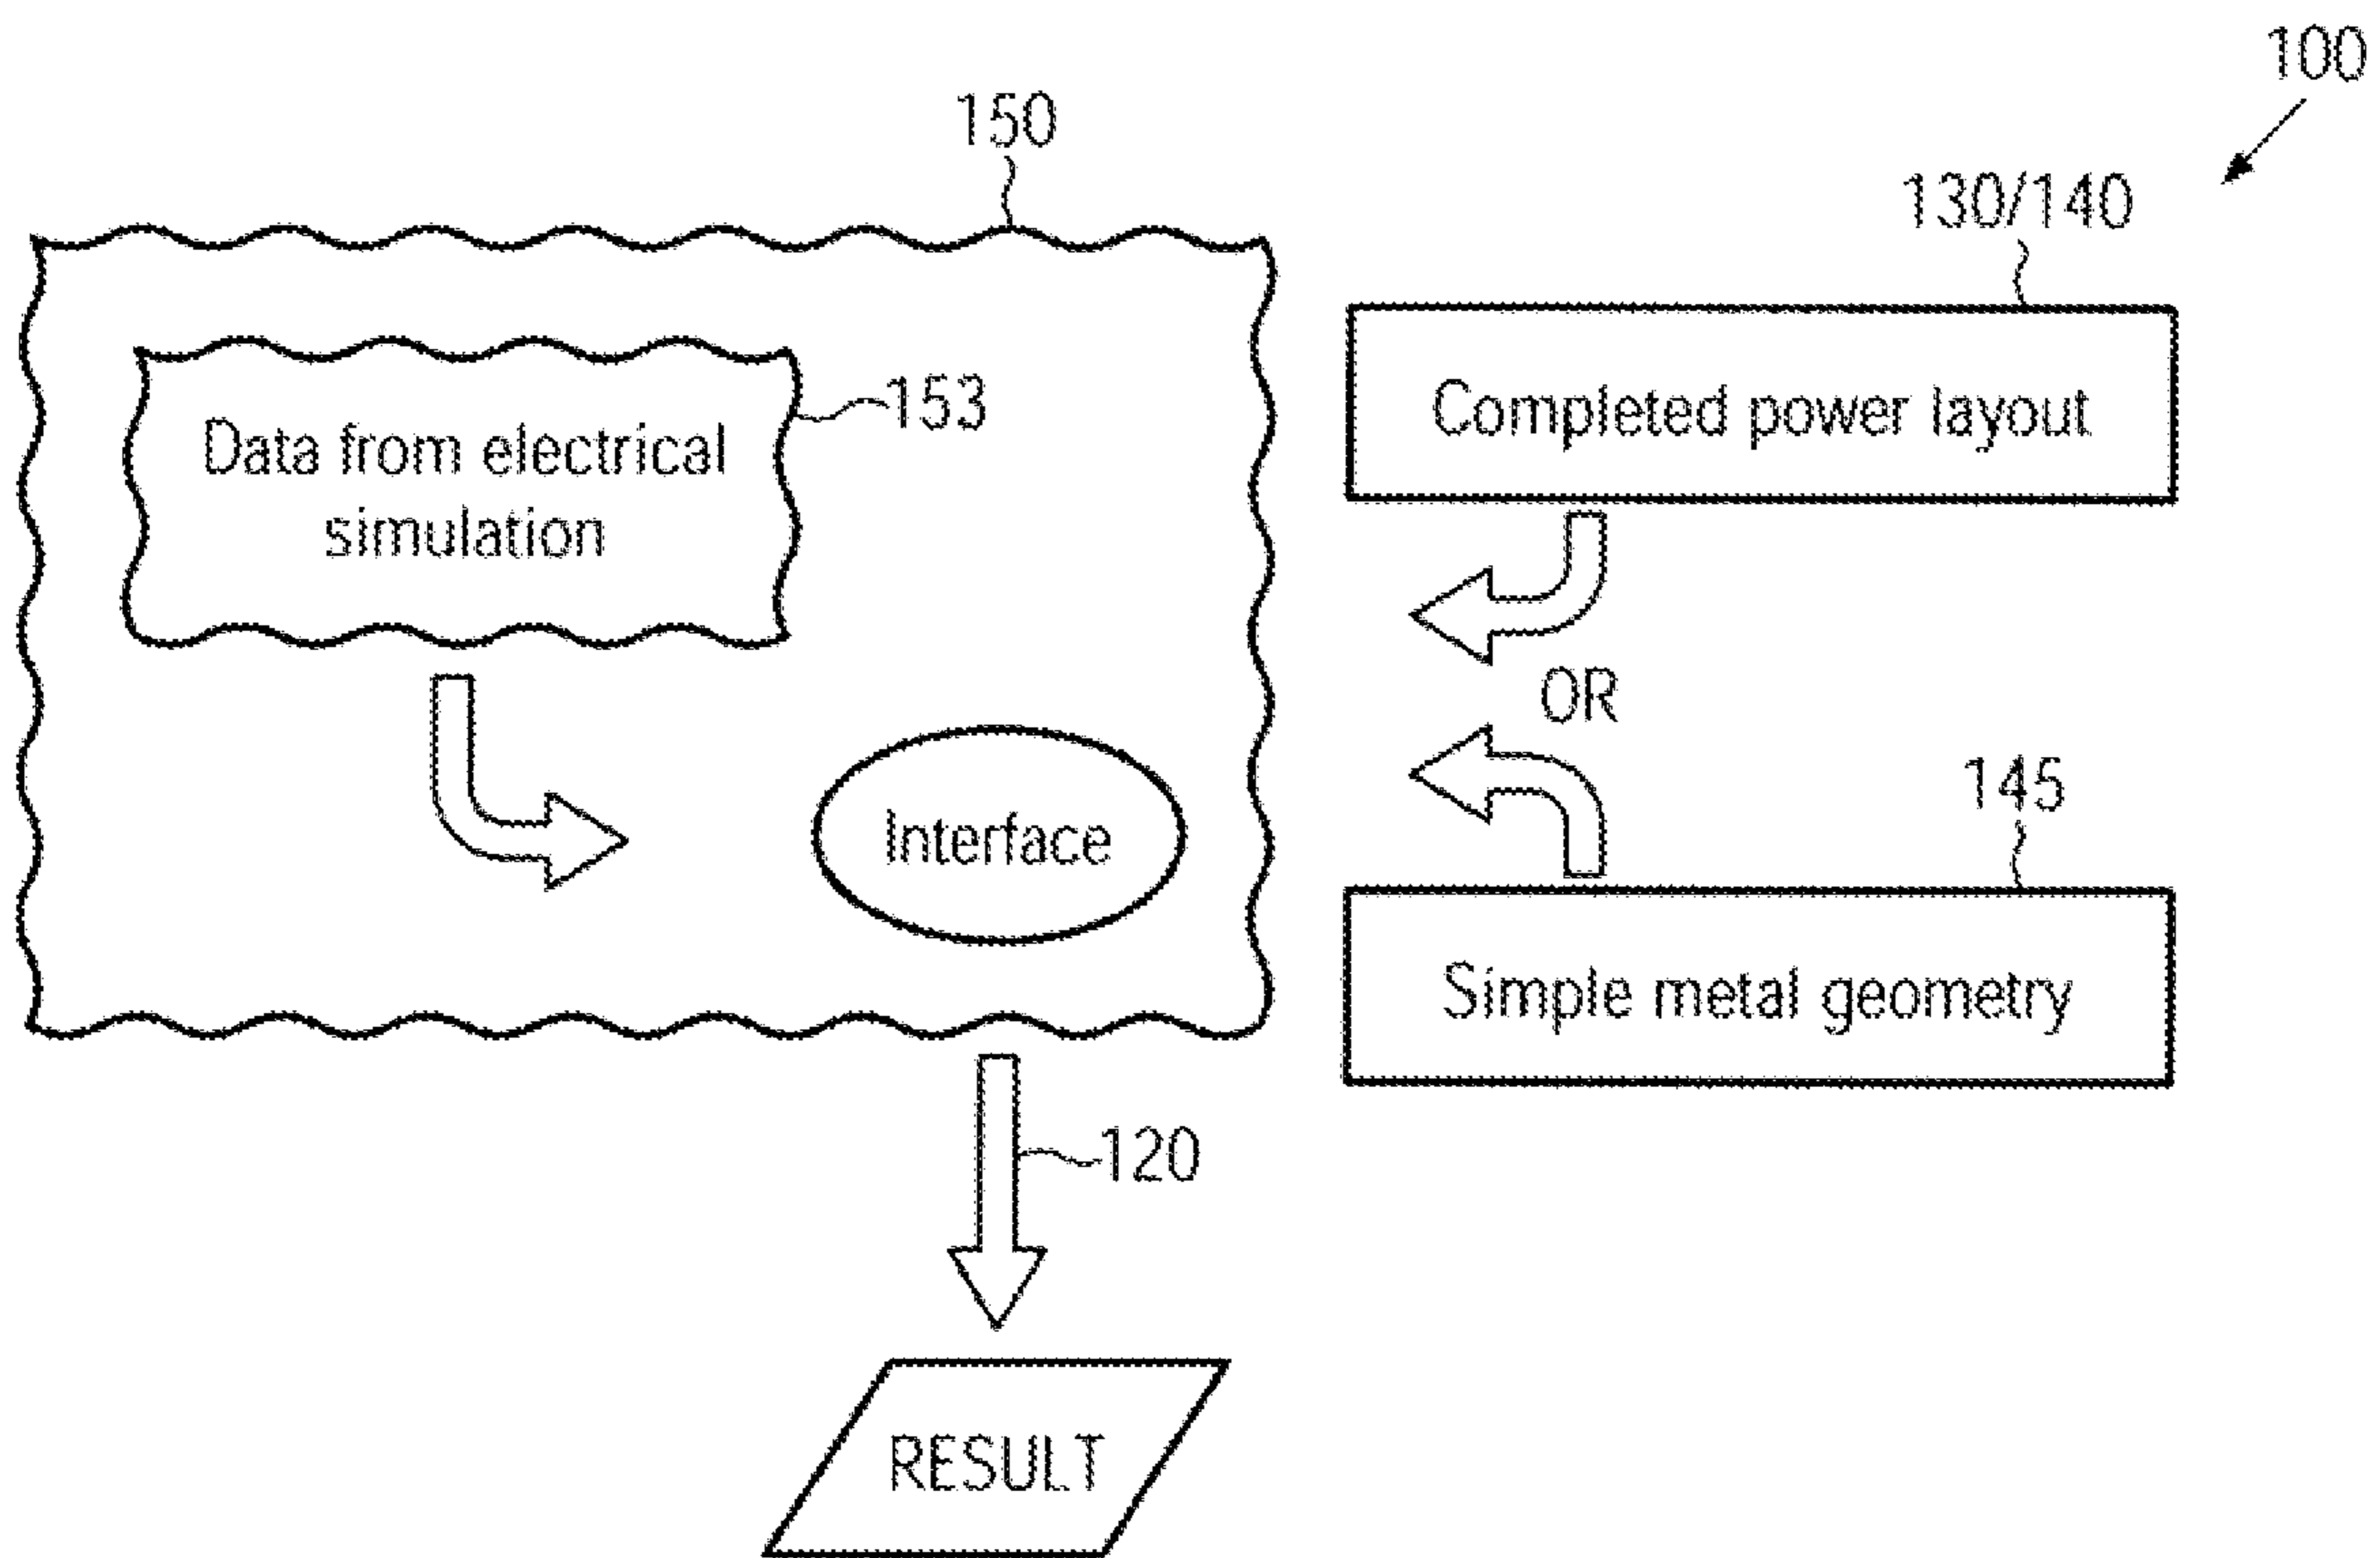 100
150
130/140
Completed power layout
153
Data from electrical
simulation
OR
145
Interface
Simple metal geometry
120
RESULT